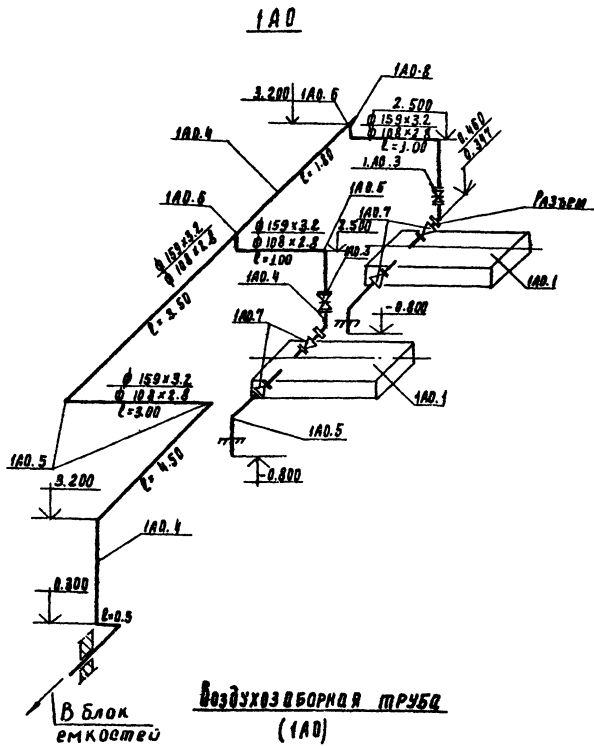 1А0
1А0.8
3.200
1А0.6
2.500
ф 159×3.2
ф 108×2.8
ℓ=3.00
0.460
0.397
1А0.4
ℓ=1.80
1.А0.3
1А0.6
1А0.6
1А0.7
Разъем
ф 159×3.2
ф 108×2.8
ℓ=3.50
ф 159×3.2
ф 108×2.8
ℓ=1.00
2.500
1А0.3
1А0.4
1А0.1
-0.800
1А0.7
ф 159×3.2
ф 108×2.8
ℓ=3.00
1А0.1
1А0.5
1А0.5
ℓ=4.50
-0.800
3.200
1А0.4
0.300
ℓ=0.5
В блок
емкостей
Воздухозаборная труба
(1А0)